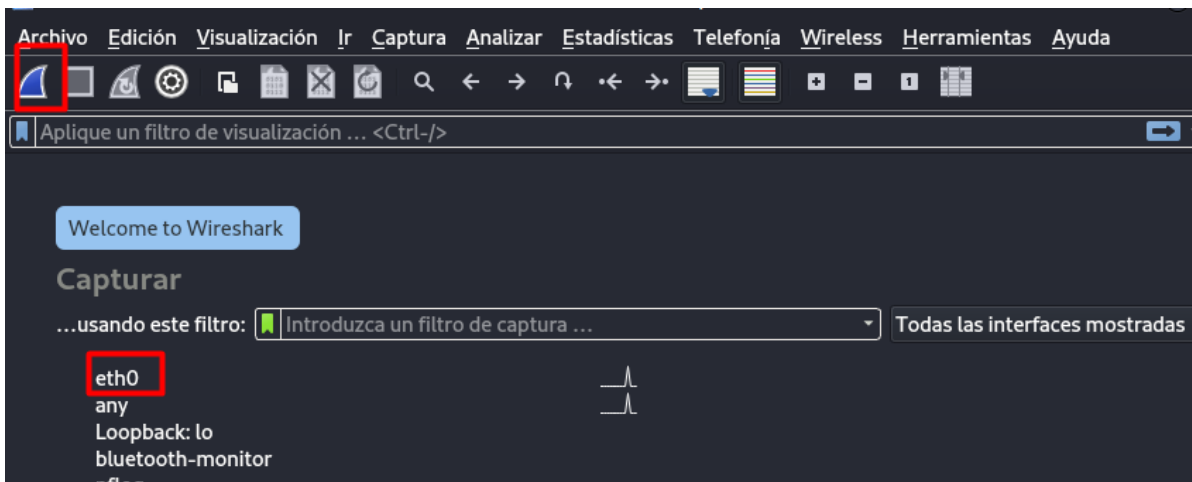 Archivo Edición Visualización Ir Captura Analizar Estadísticas Telefonía Wireless Herramientas Ayuda
Aplique un filtro de visualización … <Ctrl-/>
Welcome to Wireshark
Capturar
…usando este filtro: Introduzca un filtro de captura … Todas las interfaces mostradas
eth0
any
Loopback: lo
bluetooth-monitor